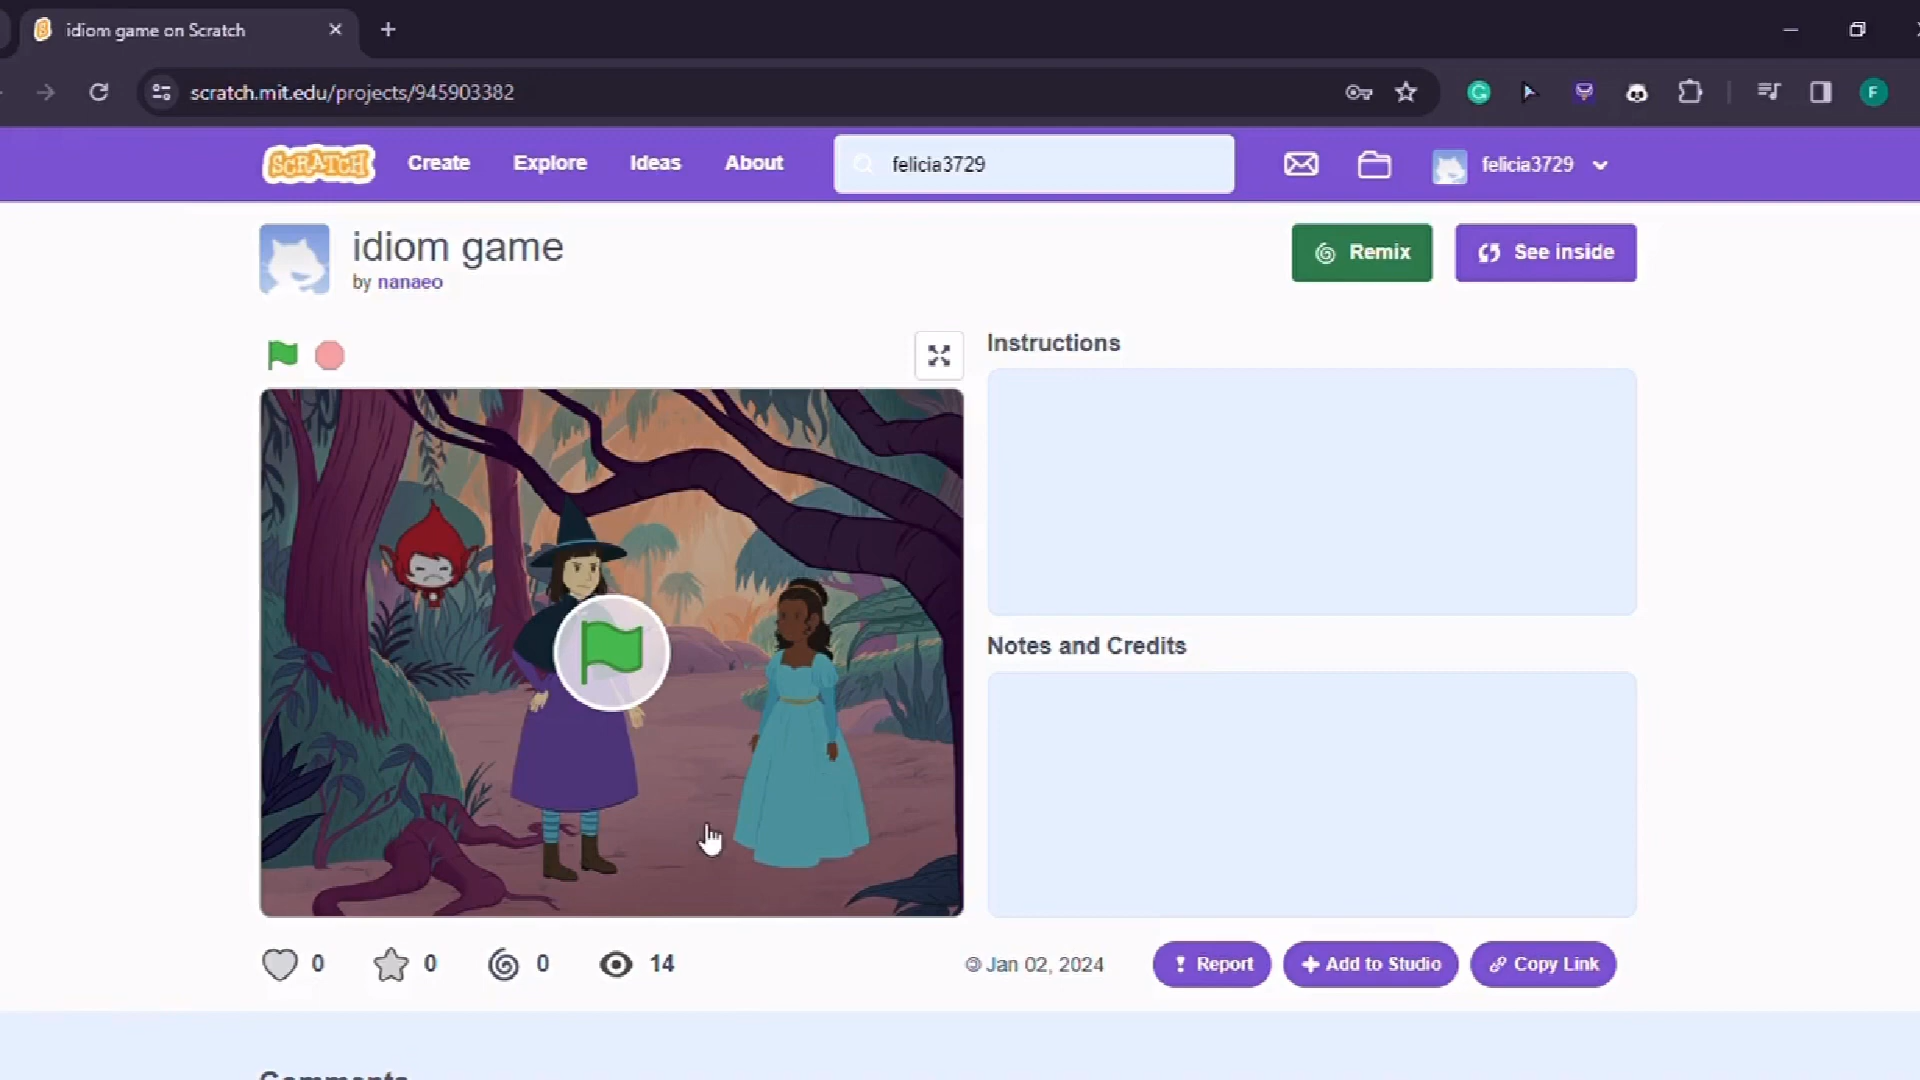 idiom game on Scratch
scratch.mit.edu/projects/945903382
F
SCRATCH
Create
Explore
Ideas
About
felicia3729
felicia3729
idiom game
by nanaeo
Remix
See inside
Instructions
Notes and Credits
0
0
0
14
Jan 02, 2024
Report
Add to Studio
Copy Link
Comments